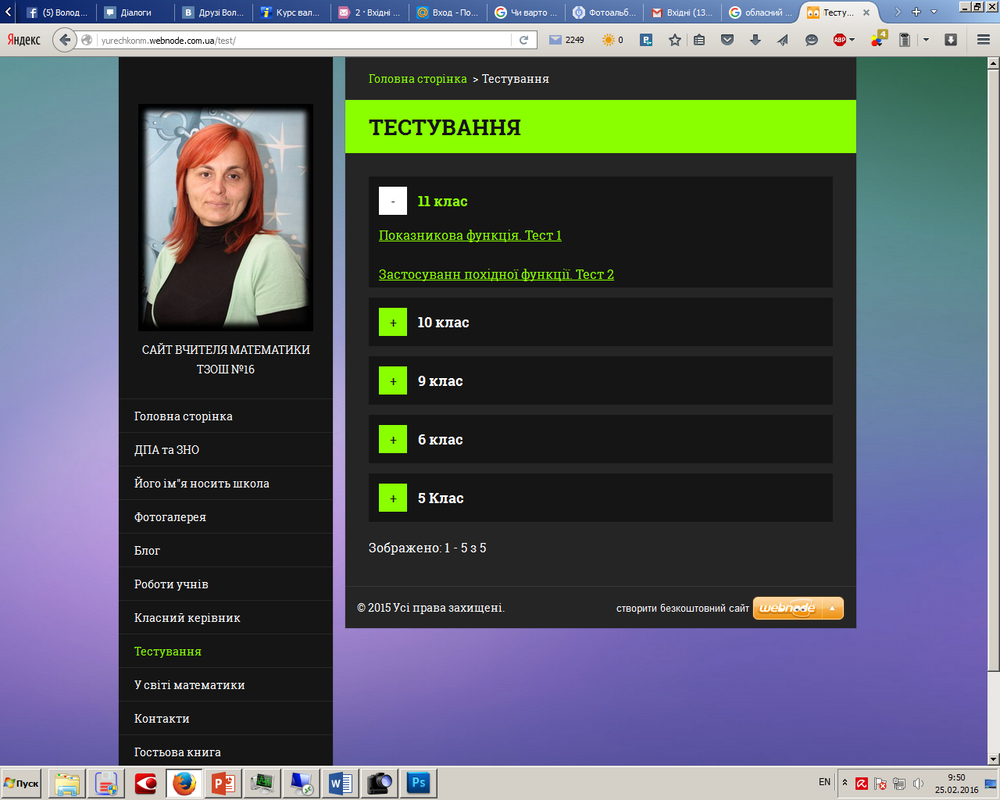 (5) Волод...
Діалоги
Друзі Вол...
Курс вал...
2 · Вхідні ...
Вход - По...
Чи варто ...
Фотоальб...
Вхідні (13...
обласний ...
Тесту...
Яндекс
yurechkonm.webnode.com.ua/test/
2249
0
ABP
4
Головна сторінка > Тестування
ТЕСТУВАННЯ
- 11 клас
Показникова функція. Тест 1
Застосуванн похідної функції. Тест 2
+ 10 клас
+ 9 клас
+ 6 клас
+ 5 Клас
Зображено: 1 - 5 з 5
© 2015 Усі права захищені.
створити безкоштовний сайт webnode
САЙТ ВЧИТЕЛЯ МАТЕМАТИКИ
ТЗОШ №16
Головна сторінка
ДПА та ЗНО
Його ім"я носить школа
Фотогалерея
Блог
Роботи учнів
Класний керівник
Тестування
У світі математики
Контакти
Гостьова книга
Пуск
Ps
EN
9:50
25.02.2016